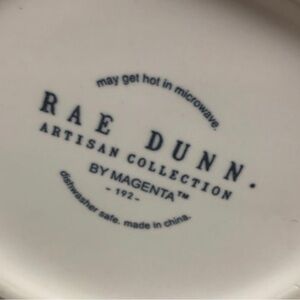 may get hot in microwave.
RAE DUNN.
ARTISAN COLLECTION
BY MAGENTA™
- 192 -
dishwasher safe. made in china.